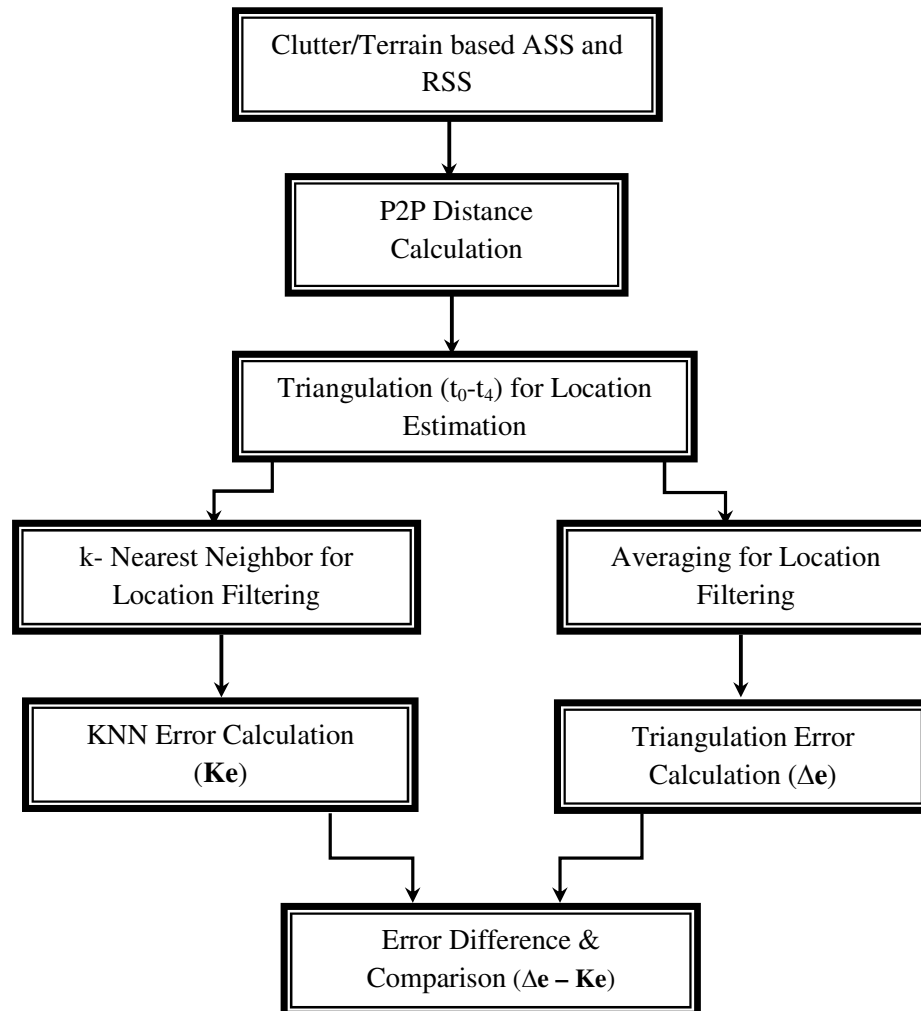 Clutter/Terrain based ASS and
RSS
P2P Distance
Calculation
Triangulation (t₀-t₄) for Location
Estimation
k- Nearest Neighbor for
Location Filtering
Averaging for Location
Filtering
KNN Error Calculation
(Ke)
Triangulation Error
Calculation (Δe)
Error Difference &
Comparison (Δe – Ke)